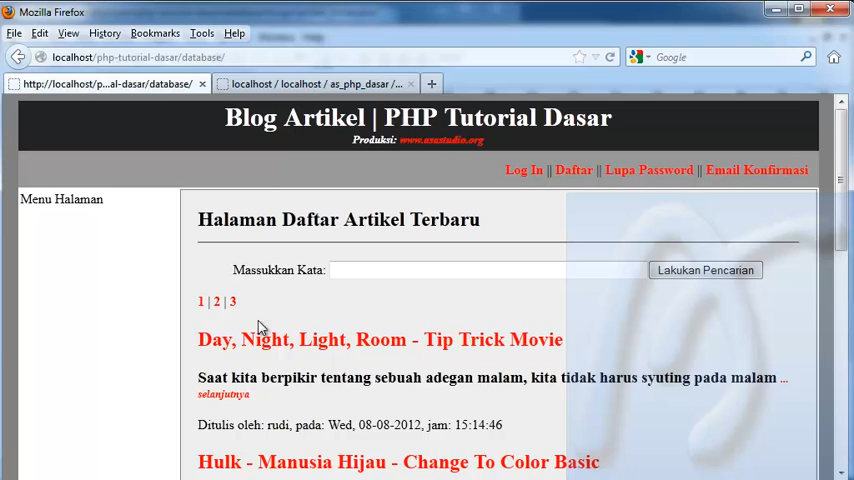 Mozilla Firefox
File Edit View History Bookmarks Tools Help
localhost/php-tutorial-dasar/database/
Google
http://localhost/p...al-dasar/database/
localhost / localhost / as_php_dasar /...
Blog Artikel | PHP Tutorial Dasar
Produksi: www.asastudio.org
Log In || Daftar || Lupa Password || Email Konfirmasi
Menu Halaman
Halaman Daftar Artikel Terbaru
Massukkan Kata:
Lakukan Pencarian
1 | 2 | 3
Day, Night, Light, Room - Tip Trick Movie
Saat kita berpikir tentang sebuah adegan malam, kita tidak harus syuting pada malam ...
selanjutnya
Ditulis oleh: rudi, pada: Wed, 08-08-2012, jam: 15:14:46
Hulk - Manusia Hijau - Change To Color Basic